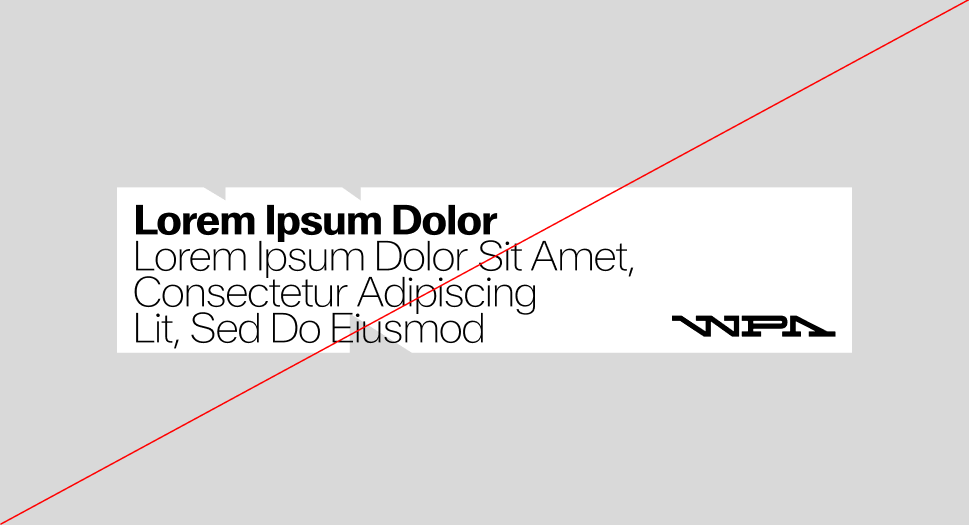 Lorem Ipsum Dolor
Lorem Ipsum Dolor Sit Amet,
Consectetur Adipiscing
Lit, Sed Do Eiusmod
WPA